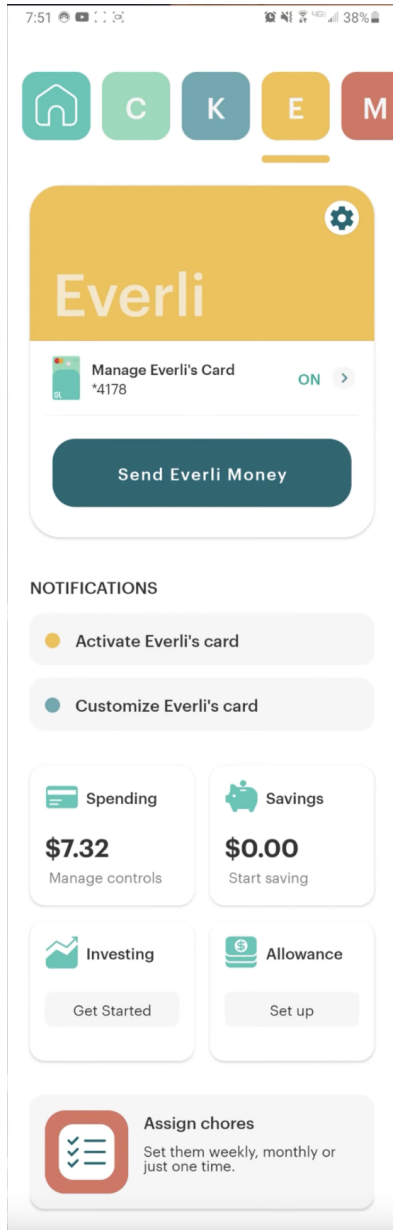 7:51
LTE 38%
C K E M
Everli
Manage Everli's Card
*4178
ON
GL
Send Everli Money
NOTIFICATIONS
Activate Everli's card
Customize Everli's card
Spending
$7.32
Manage controls
Savings
$0.00
Start saving
Investing
Get Started
Allowance
Set up
Assign chores
Set them weekly, monthly or
just one time.